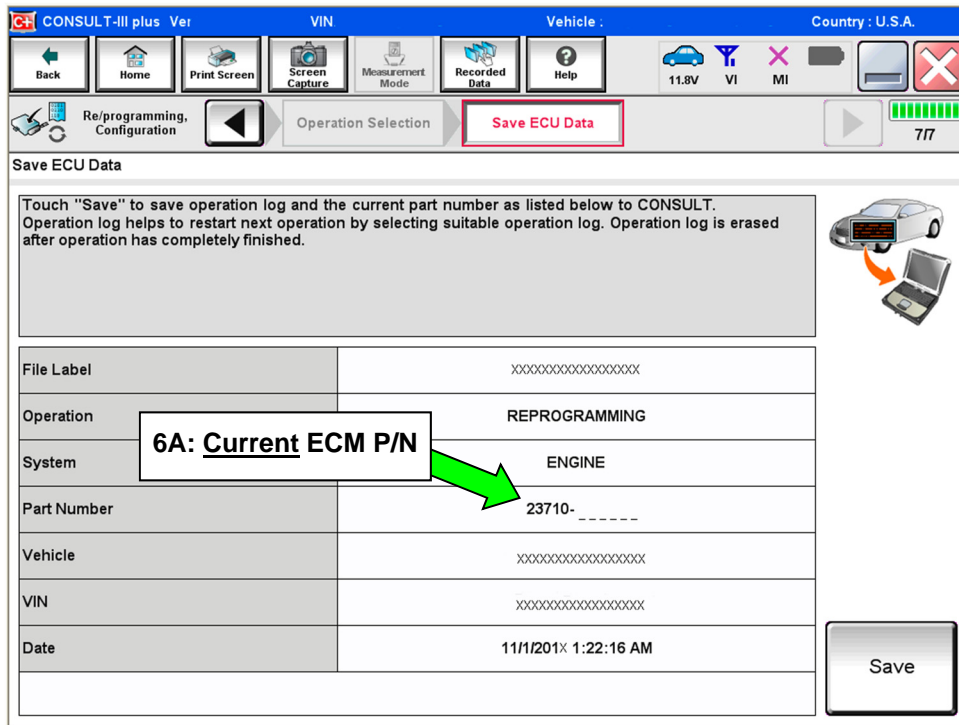 C+ CONSULT-III plus Ver VIN Vehicle : Country : U.S.A.
Back Home Print Screen Screen Capture Measurement Mode Recorded Data Help 11.8V VI MI
Re/programming, Configuration Operation Selection Save ECU Data 7/7
Save ECU Data
Touch "Save" to save operation log and the current part number as listed below to CONSULT.
Operation log helps to restart next operation by selecting suitable operation log. Operation log is erased
after operation has completely finished.
File Label XXXXXXXXXXXXXXXXX
Operation REPROGRAMMING
6A: Current ECM P/N
System ENGINE
Part Number 23710-_ _ _ _ _ _
Vehicle XXXXXXXXXXXXXXXXX
VIN XXXXXXXXXXXXXXXXX
Date 11/1/201X 1:22:16 AM
Save